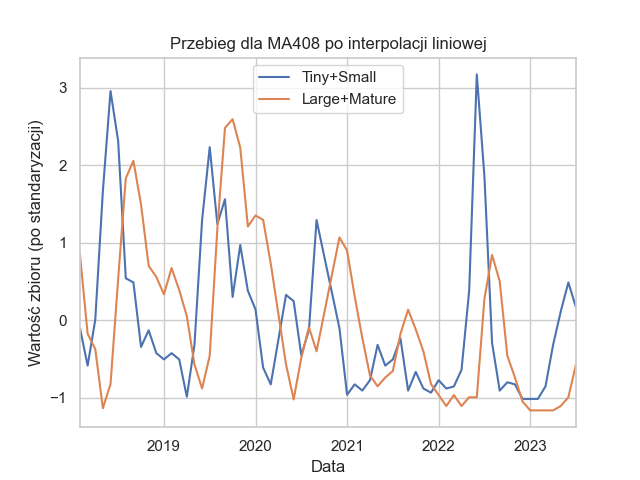 Przebieg dla MA408 po interpolacji liniowej
Tiny+Small
Large+Mature
Wartość zbioru (po standaryzacji)
3
2
1
0
−1
2019
2020
2021
2022
2023
Data